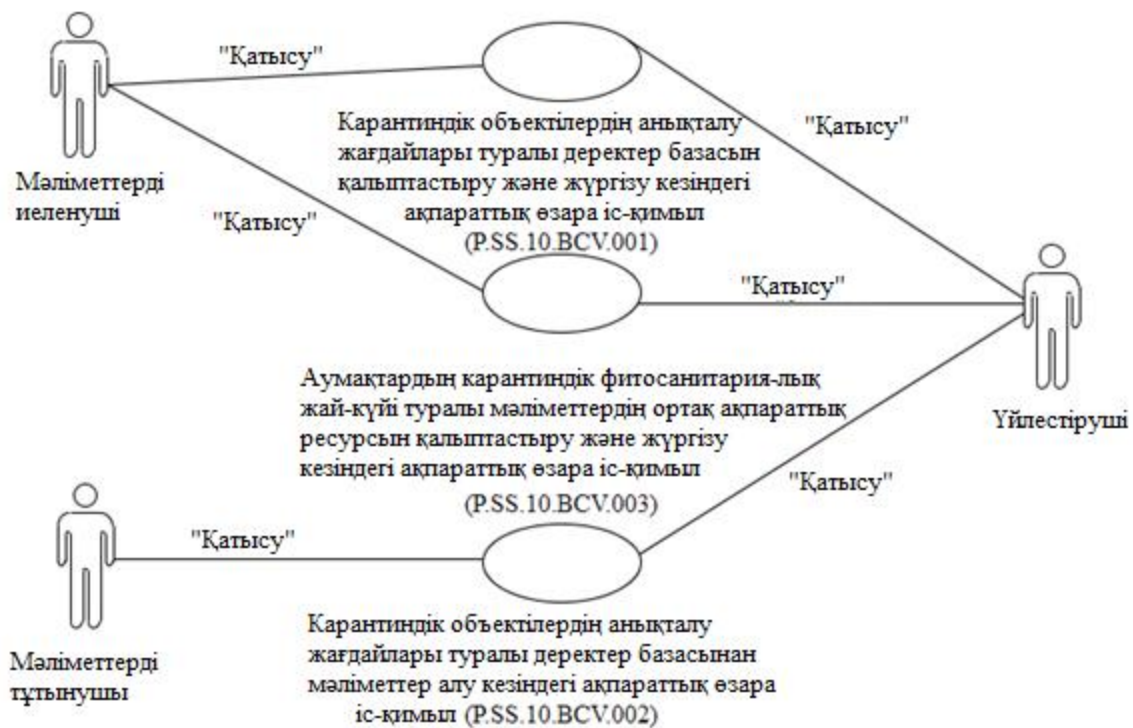 "Қатысу"
"Қатысу"
Карантиндік объектілердің анықталу
жағдайлары туралы деректер базасын
қалыптастыру және жүргізу кезіндегі
ақпараттық өзара іс-қимыл
(P.SS.10.BCV.001)
Мәліметтерді
иеленуші
"Қатысу"
"Қатысу"
Аумақтардың карантиндік фитосанитария-лық
жай-күйі туралы мәліметтердің ортақ ақпараттық
ресурсын қалыптастыру және жүргізу
кезіндегі ақпараттық өзара іс-қимыл
(P.SS.10.BCV.003)
Үйлестіруші
"Қатысу"
"Қатысу"
Карантиндік объектілердің анықталу
жағдайлары туралы деректер базасынан
мәліметтер алу кезіндегі ақпараттық өзара
іс-қимыл (P.SS.10.BCV.002)
Мәліметтерді
тұтынушы